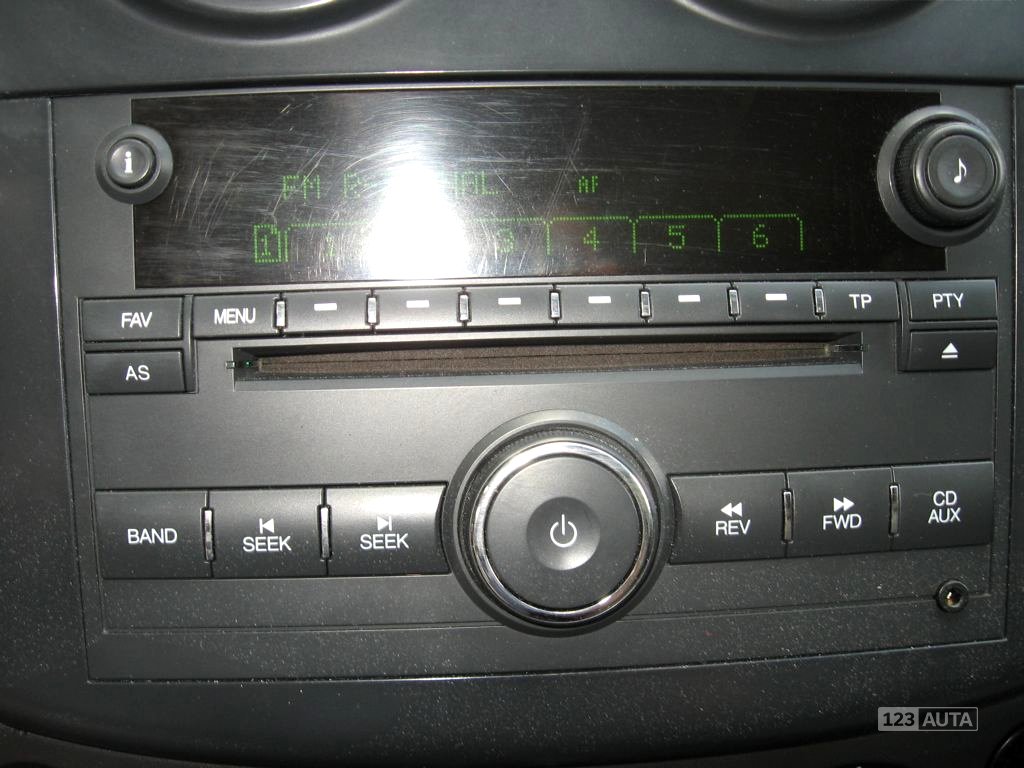 i
FM AL AF
1 3 4 5 6
FAV MENU TP PTY
AS
BAND SEEK SEEK REV FWD CD
AUX
123 AUTA